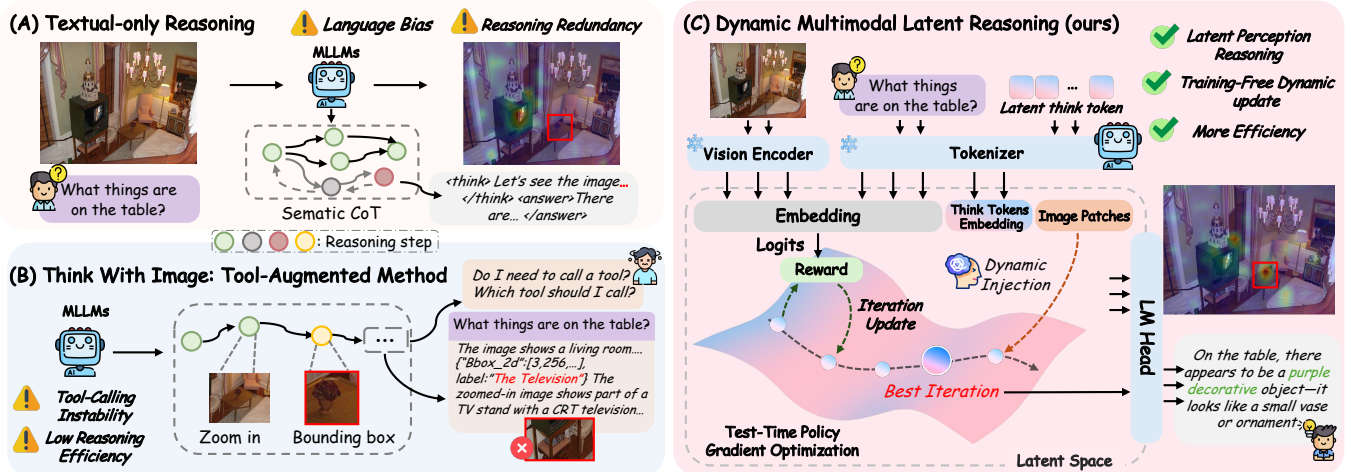 (A) Textual-only Reasoning
Language Bias
Reasoning Redundancy
MLLMs
AI
What things are
on the table?
Sematic CoT
<think> Let's see the image...
</think> <answer>There
are... </answer>
: Reasoning step
(B) Think With Image: Tool-Augmented Method
MLLMs
AI
Tool-Calling
Instability
Low Reasoning
Efficiency
Zoom in
Bounding box
...
Do I need to call a tool?
Which tool should I call?
What things are on the table?
The image shows a living room....
{"Bbox_2d":[3,256,...],
label:"The Television"} The
zoomed-in image shows part of a
TV stand with a CRT television...
(C) Dynamic Multimodal Latent Reasoning (ours)
Latent Perception
Reasoning
Training-Free Dynamic
update
More Efficiency
What things
are on the table?
...
Latent think token
Vision Encoder
Tokenizer
AI
Embedding
Think Tokens
Embedding
Image Patches
Logits
Reward
Dynamic
Injection
Iteration
Update
Best Iteration
Test-Time Policy
Gradient Optimization
Latent Space
LM Head
On the table, there
appears to be a purple
decorative object—it
looks like a small vase
or ornament.